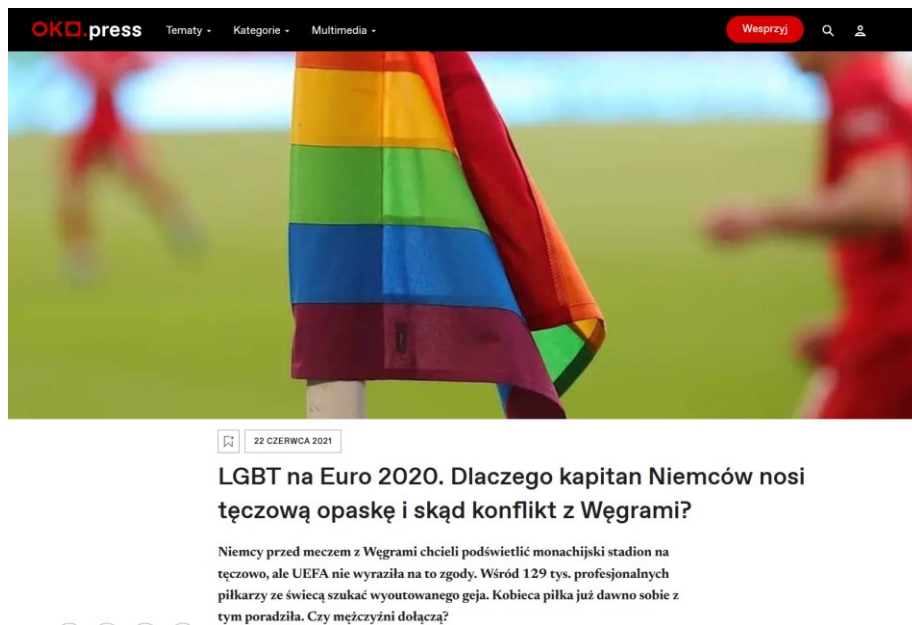 OKO.press Tematy Kategorie Multimedia Wesprzyj
22 CZERWCA 2021
LGBT na Euro 2020. Dlaczego kapitan Niemców nosi
tęczową opaskę i skąd konflikt z Węgrami?
Niemcy przed meczem z Węgrami chcieli podświetlić monachijski stadion na
tęczowo, ale UEFA nie wyraziła na to zgody. Wśród 129 tys. profesjonalnych
piłkarzy ze świecą szukać wyoutowanego geja. Kobieca piłka już dawno sobie z
tym poradziła. Czy mężczyźni dołączą?